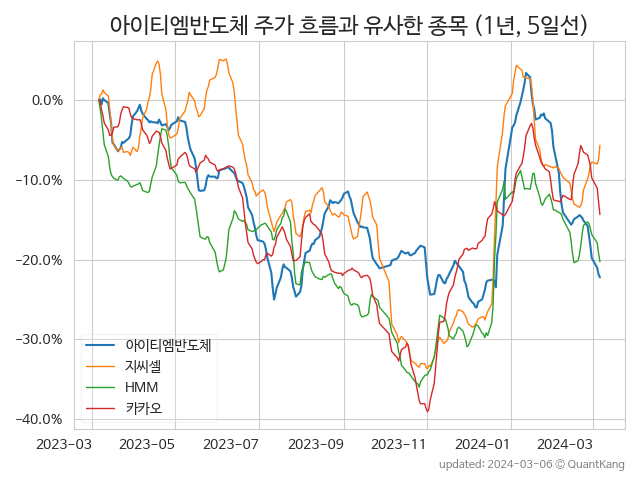 아이티엠반도체 주가 흐름과 유사한 종목 (1년, 5일선)
0.0%
−10.0%
−20.0%
−30.0%
−40.0%
아이티엠반도체
지씨셀
HMM
카카오
2023-03 2023-05 2023-07 2023-09 2023-11 2024-01 2024-03
updated: 2024-03-06 ⓒ QuantKang